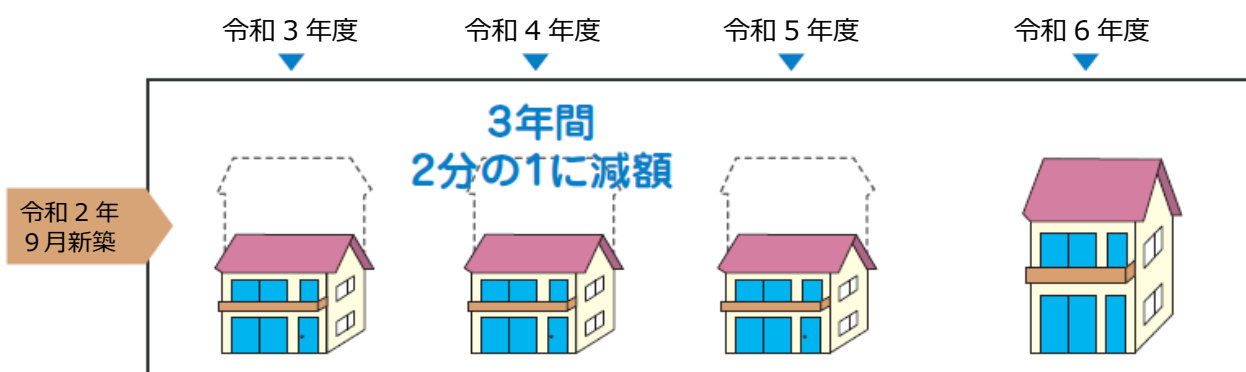 令和３年度
令和４年度
令和５年度
令和６年度
3年間
2分の1に減額
令和２年
９月新築